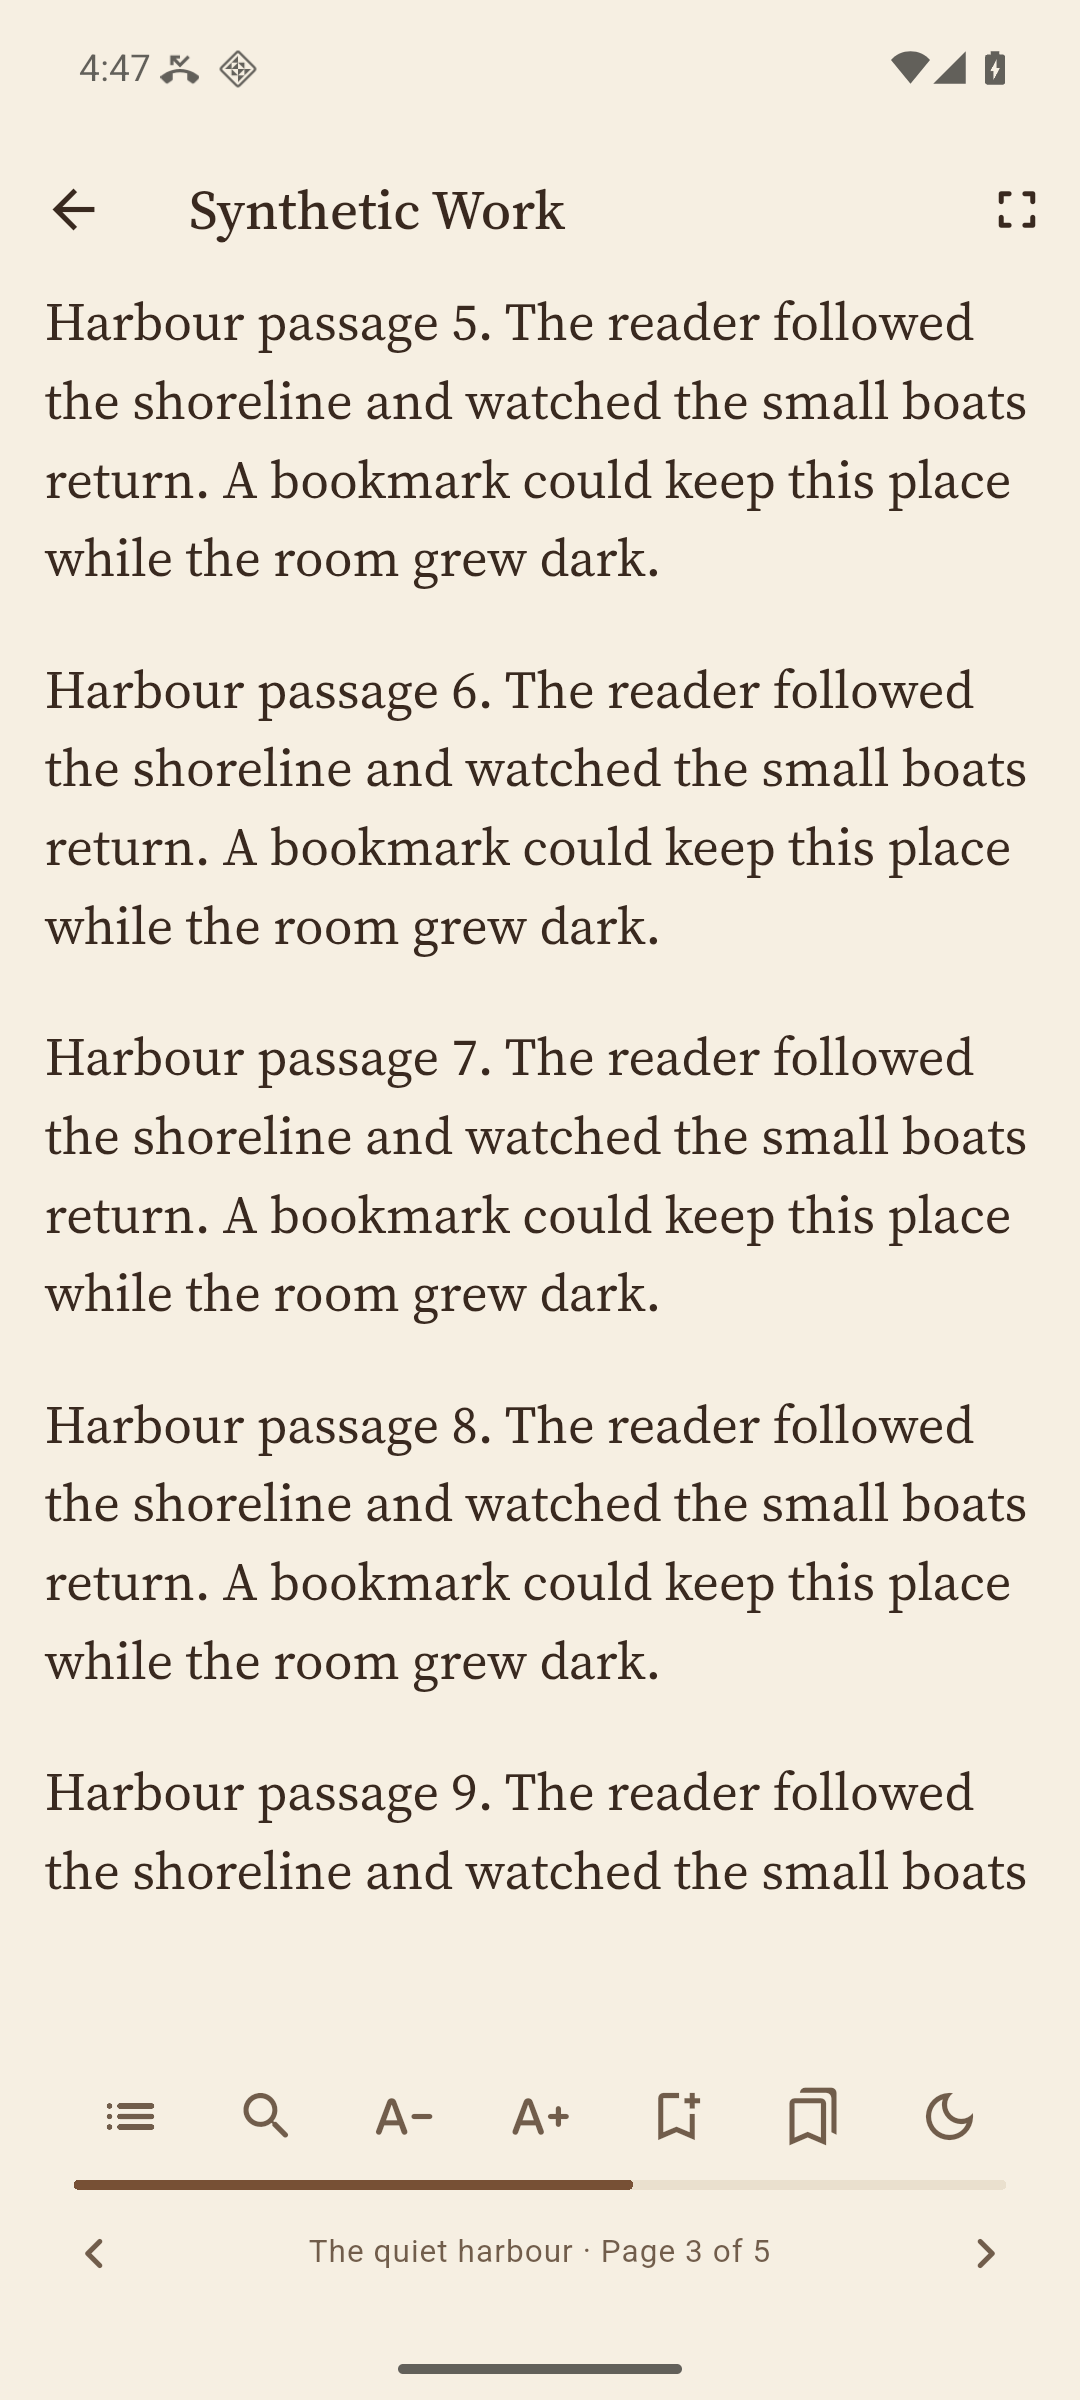 4:47
Synthetic Work
Harbour passage 5. The reader followed
the shoreline and watched the small boats
return. A bookmark could keep this place
while the room grew dark.
Harbour passage 6. The reader followed
the shoreline and watched the small boats
return. A bookmark could keep this place
while the room grew dark.
Harbour passage 7. The reader followed
the shoreline and watched the small boats
return. A bookmark could keep this place
while the room grew dark.
Harbour passage 8. The reader followed
the shoreline and watched the small boats
return. A bookmark could keep this place
while the room grew dark.
Harbour passage 9. The reader followed
the shoreline and watched the small boats
A− A+
The quiet harbour · Page 3 of 5